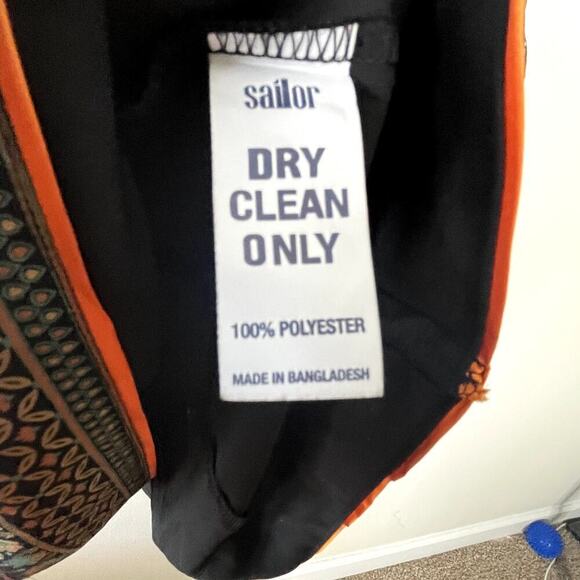 sailor
DRY
CLEAN
ONLY
100% POLYESTER
MADE IN BANGLADESH